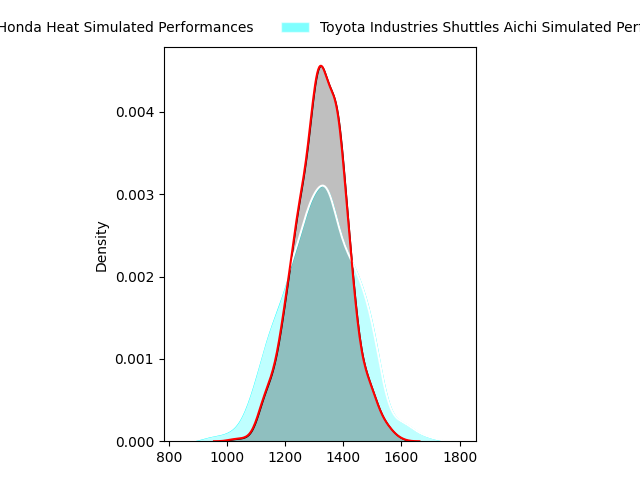 Honda Heat Simulated Performances
Toyota Industries Shuttles Aichi Simulated
Density
0.004
0.003
0.002
0.001
0.000
800 1000 1200 1400 1600 1800